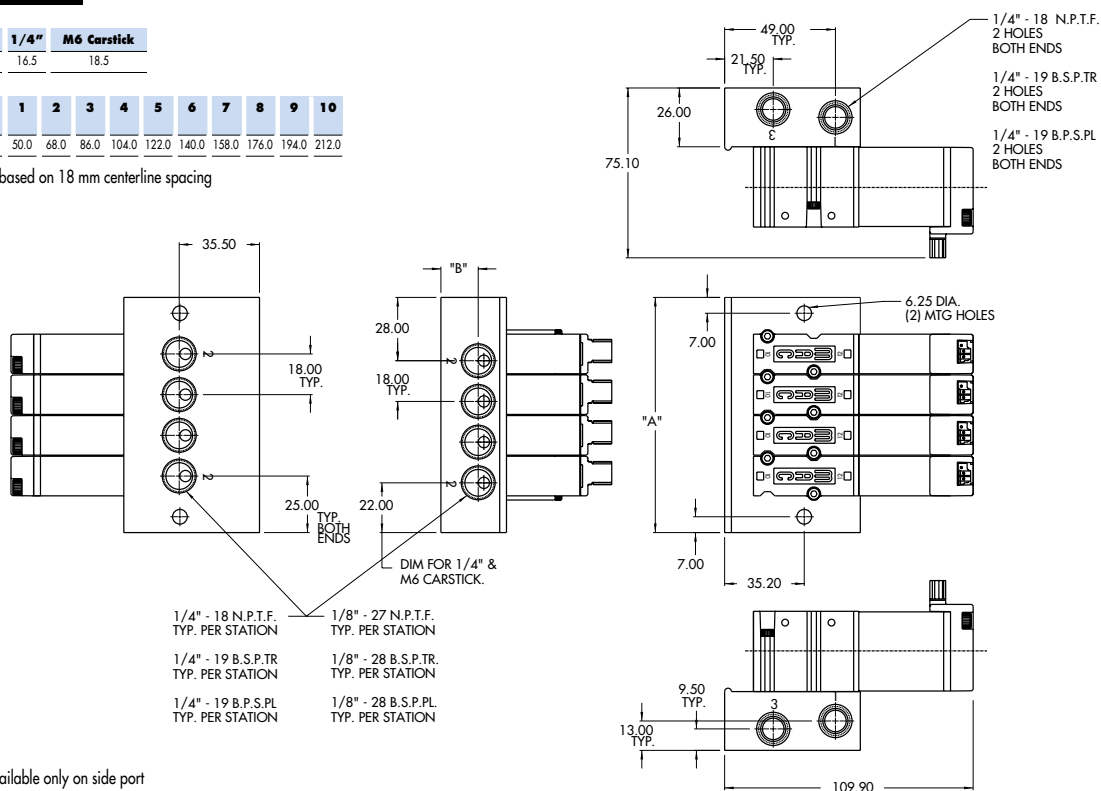 1/4" M6 Carstick
16.5 18.5
1 2 3 4 5 6 7 8 9 10
50.0 68.0 86.0 104.0 122.0 140.0 158.0 176.0 194.0 212.0
based on 18 mm centerline spacing
49.00
TYP.
21.50
TYP.
26.00
75.10
3
1/4" - 18 N.P.T.F.
2 HOLES
BOTH ENDS
1/4" - 19 B.S.P.TR
2 HOLES
BOTH ENDS
1/4" - 19 B.P.S.PL
2 HOLES
BOTH ENDS
35.50
2
18.00
TYP.
2
25.00
TYP.
BOTH
ENDS
"B"
28.00
2
18.00
TYP.
2
22.00
DIM FOR 1/4" &
M6 CARSTICK.
6.25 DIA.
(2) MTG HOLES
7.00
"A"
MAC
12
MAC
12
MAC
12
MAC
12
7.00
35.20
1/4" - 18 N.P.T.F.
TYP. PER STATION
1/4" - 19 B.S.P.TR
TYP. PER STATION
1/4" - 19 B.P.S.PL
TYP. PER STATION
1/8" - 27 N.P.T.F.
TYP. PER STATION
1/8" - 28 B.S.P.TR.
TYP. PER STATION
1/8" - 28 B.S.P.PL.
TYP. PER STATION
9.50
TYP.
3
13.00
TYP.
109.90
ailable only on side port